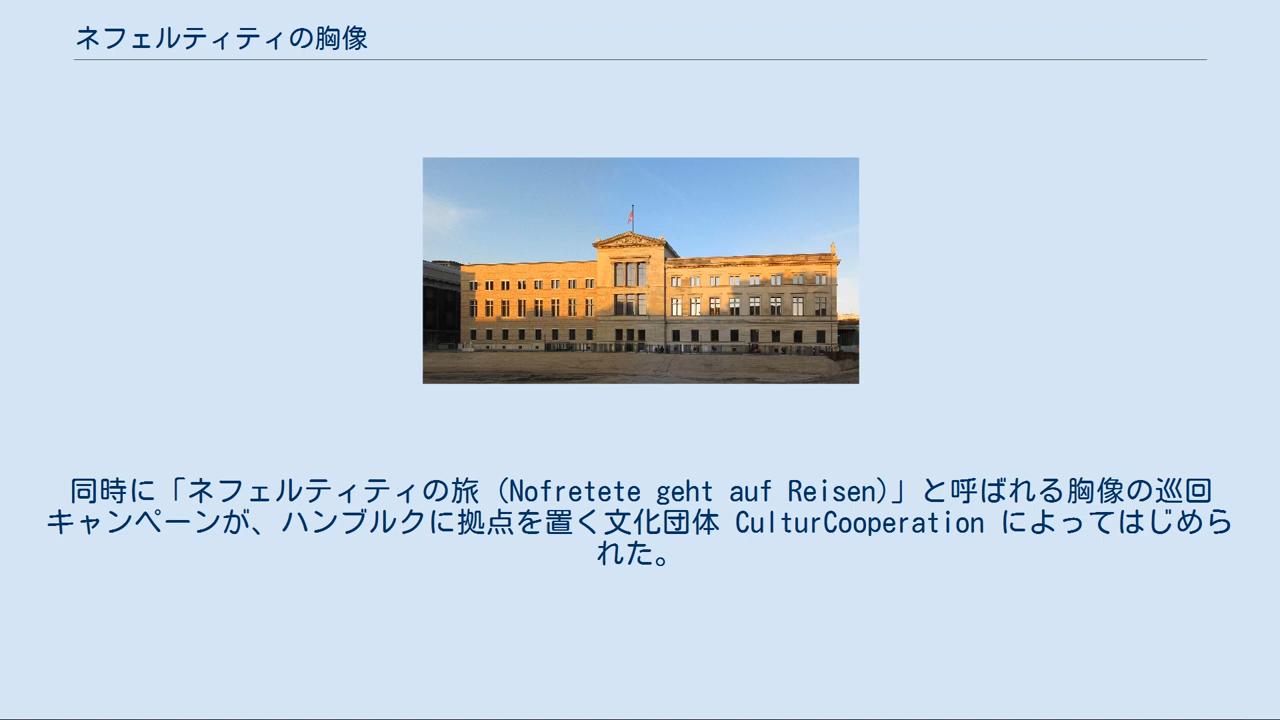 ネフェルティティの胸像
同時に「ネフェルティティの旅 (Nofretete geht auf Reisen)」と呼ばれる胸像の巡回
キャンペーンが、ハンブルクに拠点を置く文化団体 CulturCooperation によってはじめら
れた。